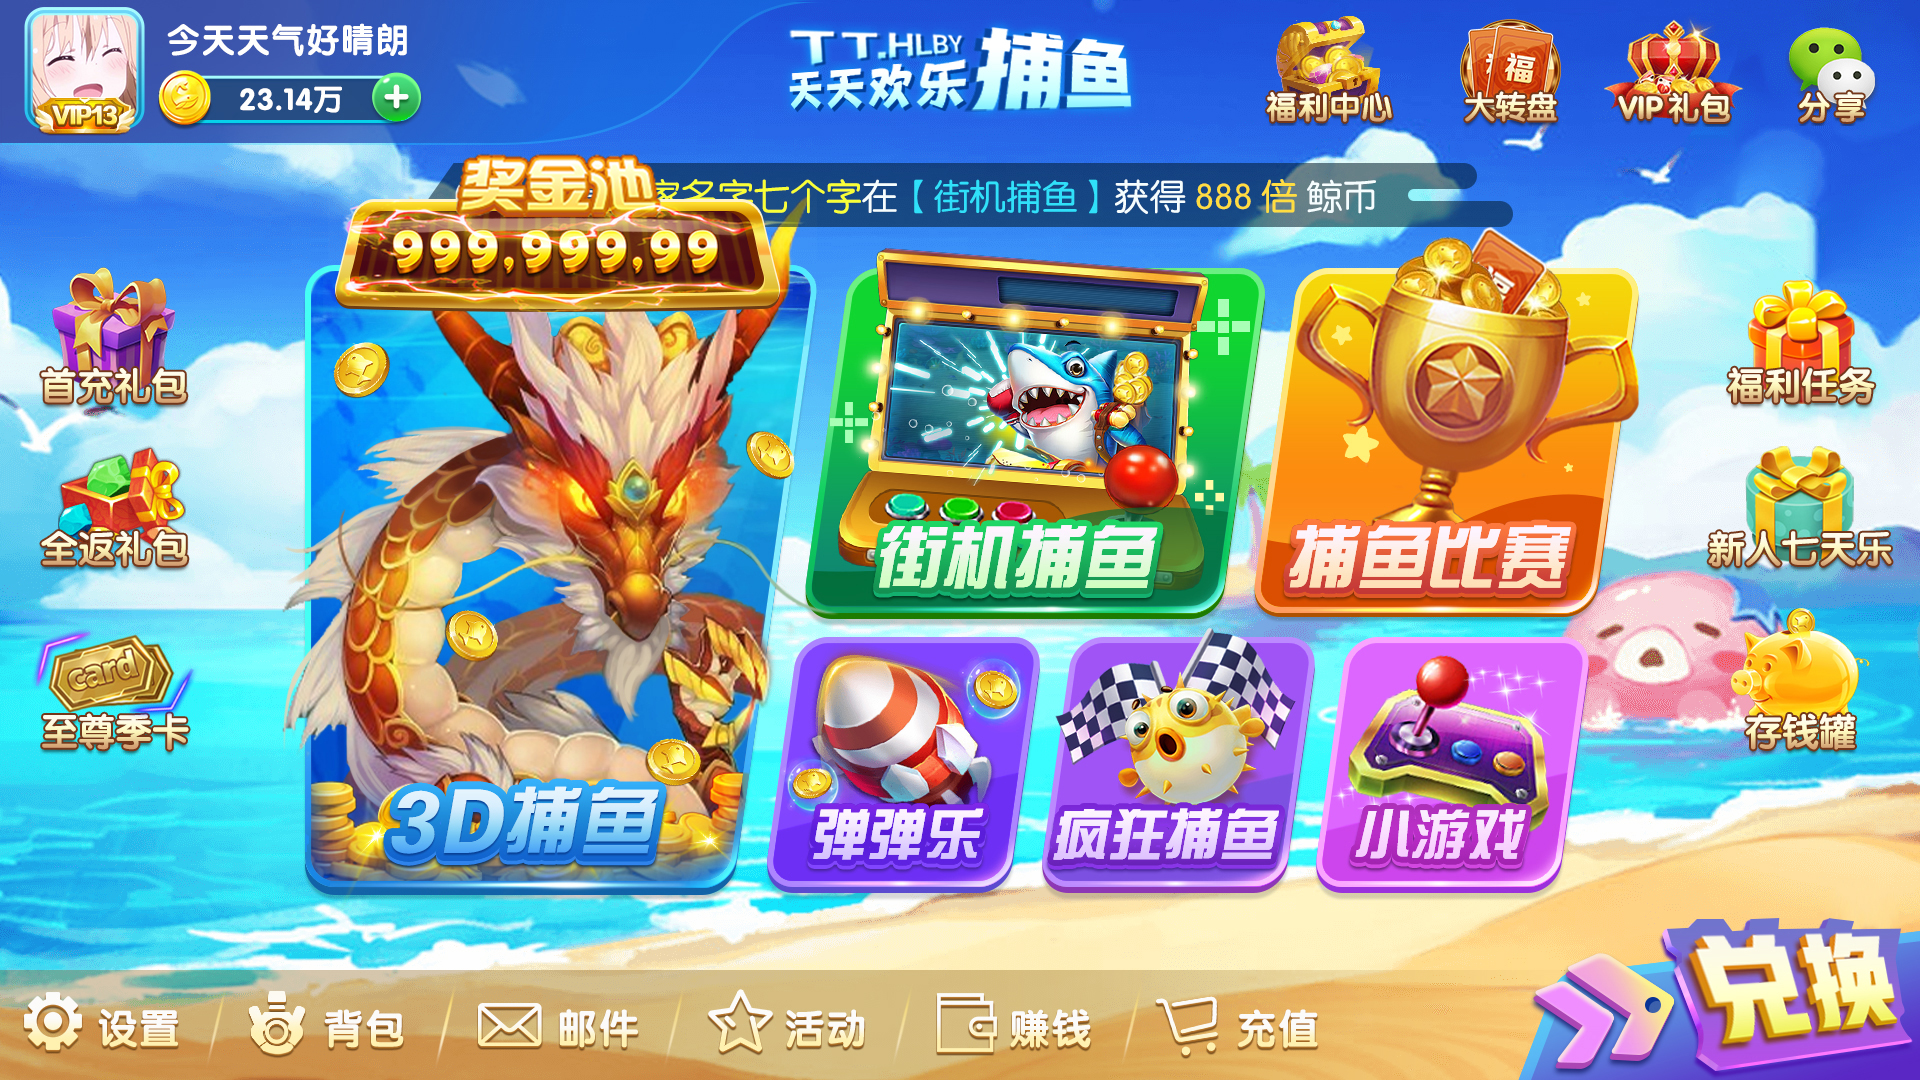 今天天气好晴朗
VIP13
23.14万
TT.HLBY
天天欢乐捕鱼
福利中心
福
大转盘
VIP礼包
分享
奖金池
家名字七个字在【街机捕鱼】获得 888 倍 鲸币
999,999,99
首充礼包
全返礼包
card
至尊季卡
3D捕鱼
街机捕鱼
捕鱼比赛
弹弹乐
疯狂捕鱼
小游戏
福利任务
新人七天乐
存钱罐
设置
背包
邮件
活动
赚钱
充值
兑换